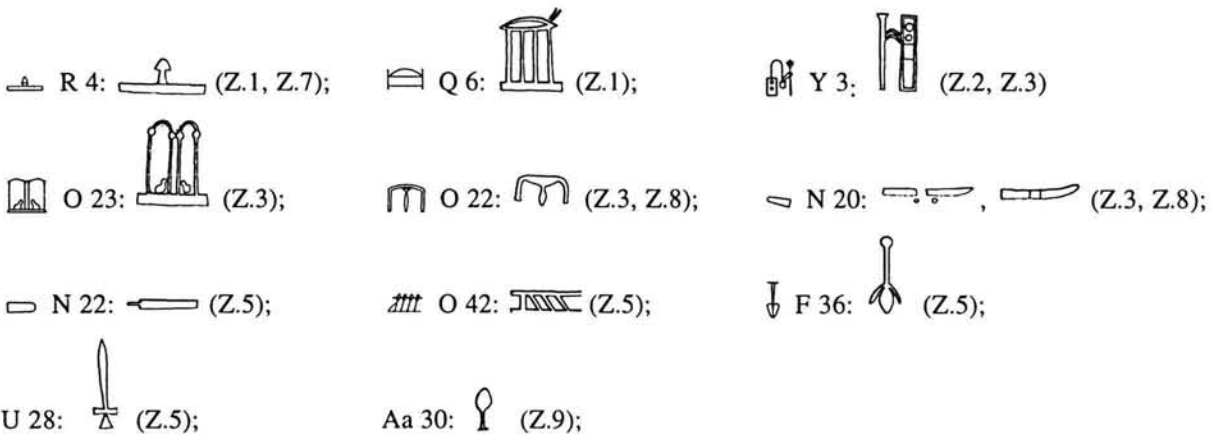 R 4: (Z.1, Z.7); Q 6: (Z.1); Y 3: (Z.2, Z.3)
O 23: (Z.3); O 22: (Z.3, Z.8); N 20: , (Z.3, Z.8);
N 22: (Z.5); O 42: (Z.5); F 36: (Z.5);
U 28: (Z.5); Aa 30: (Z.9);